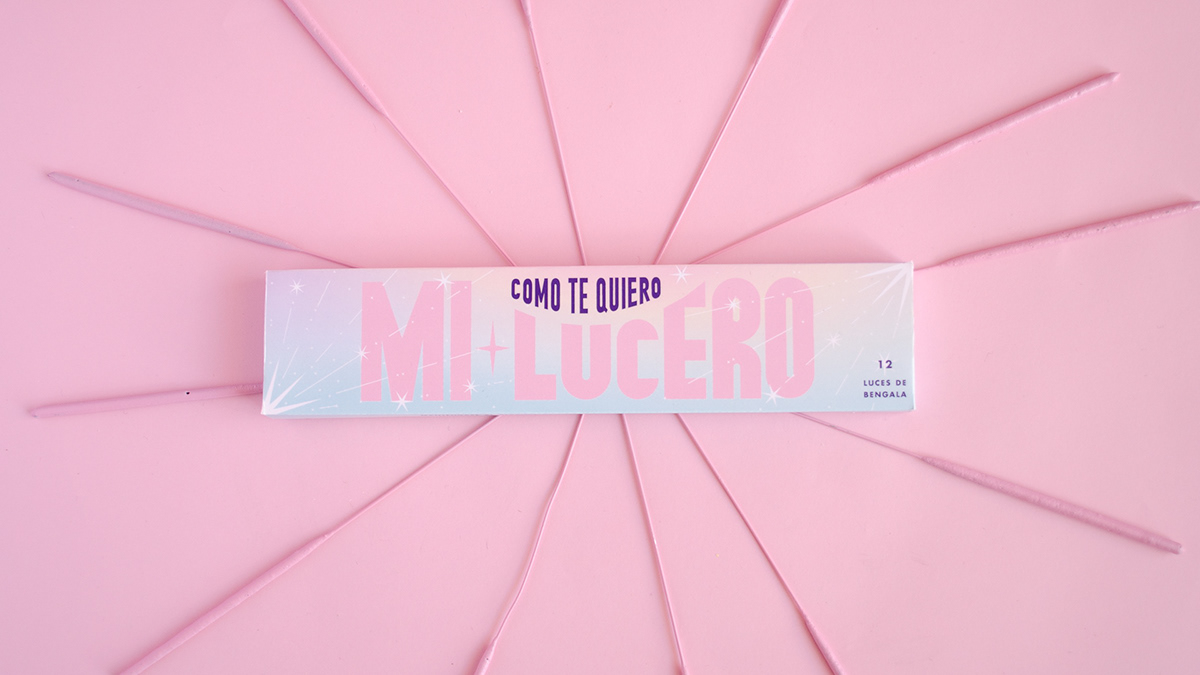 COMO TE QUIERO
MI LUCERO
12
LUCES DE
BENGALA